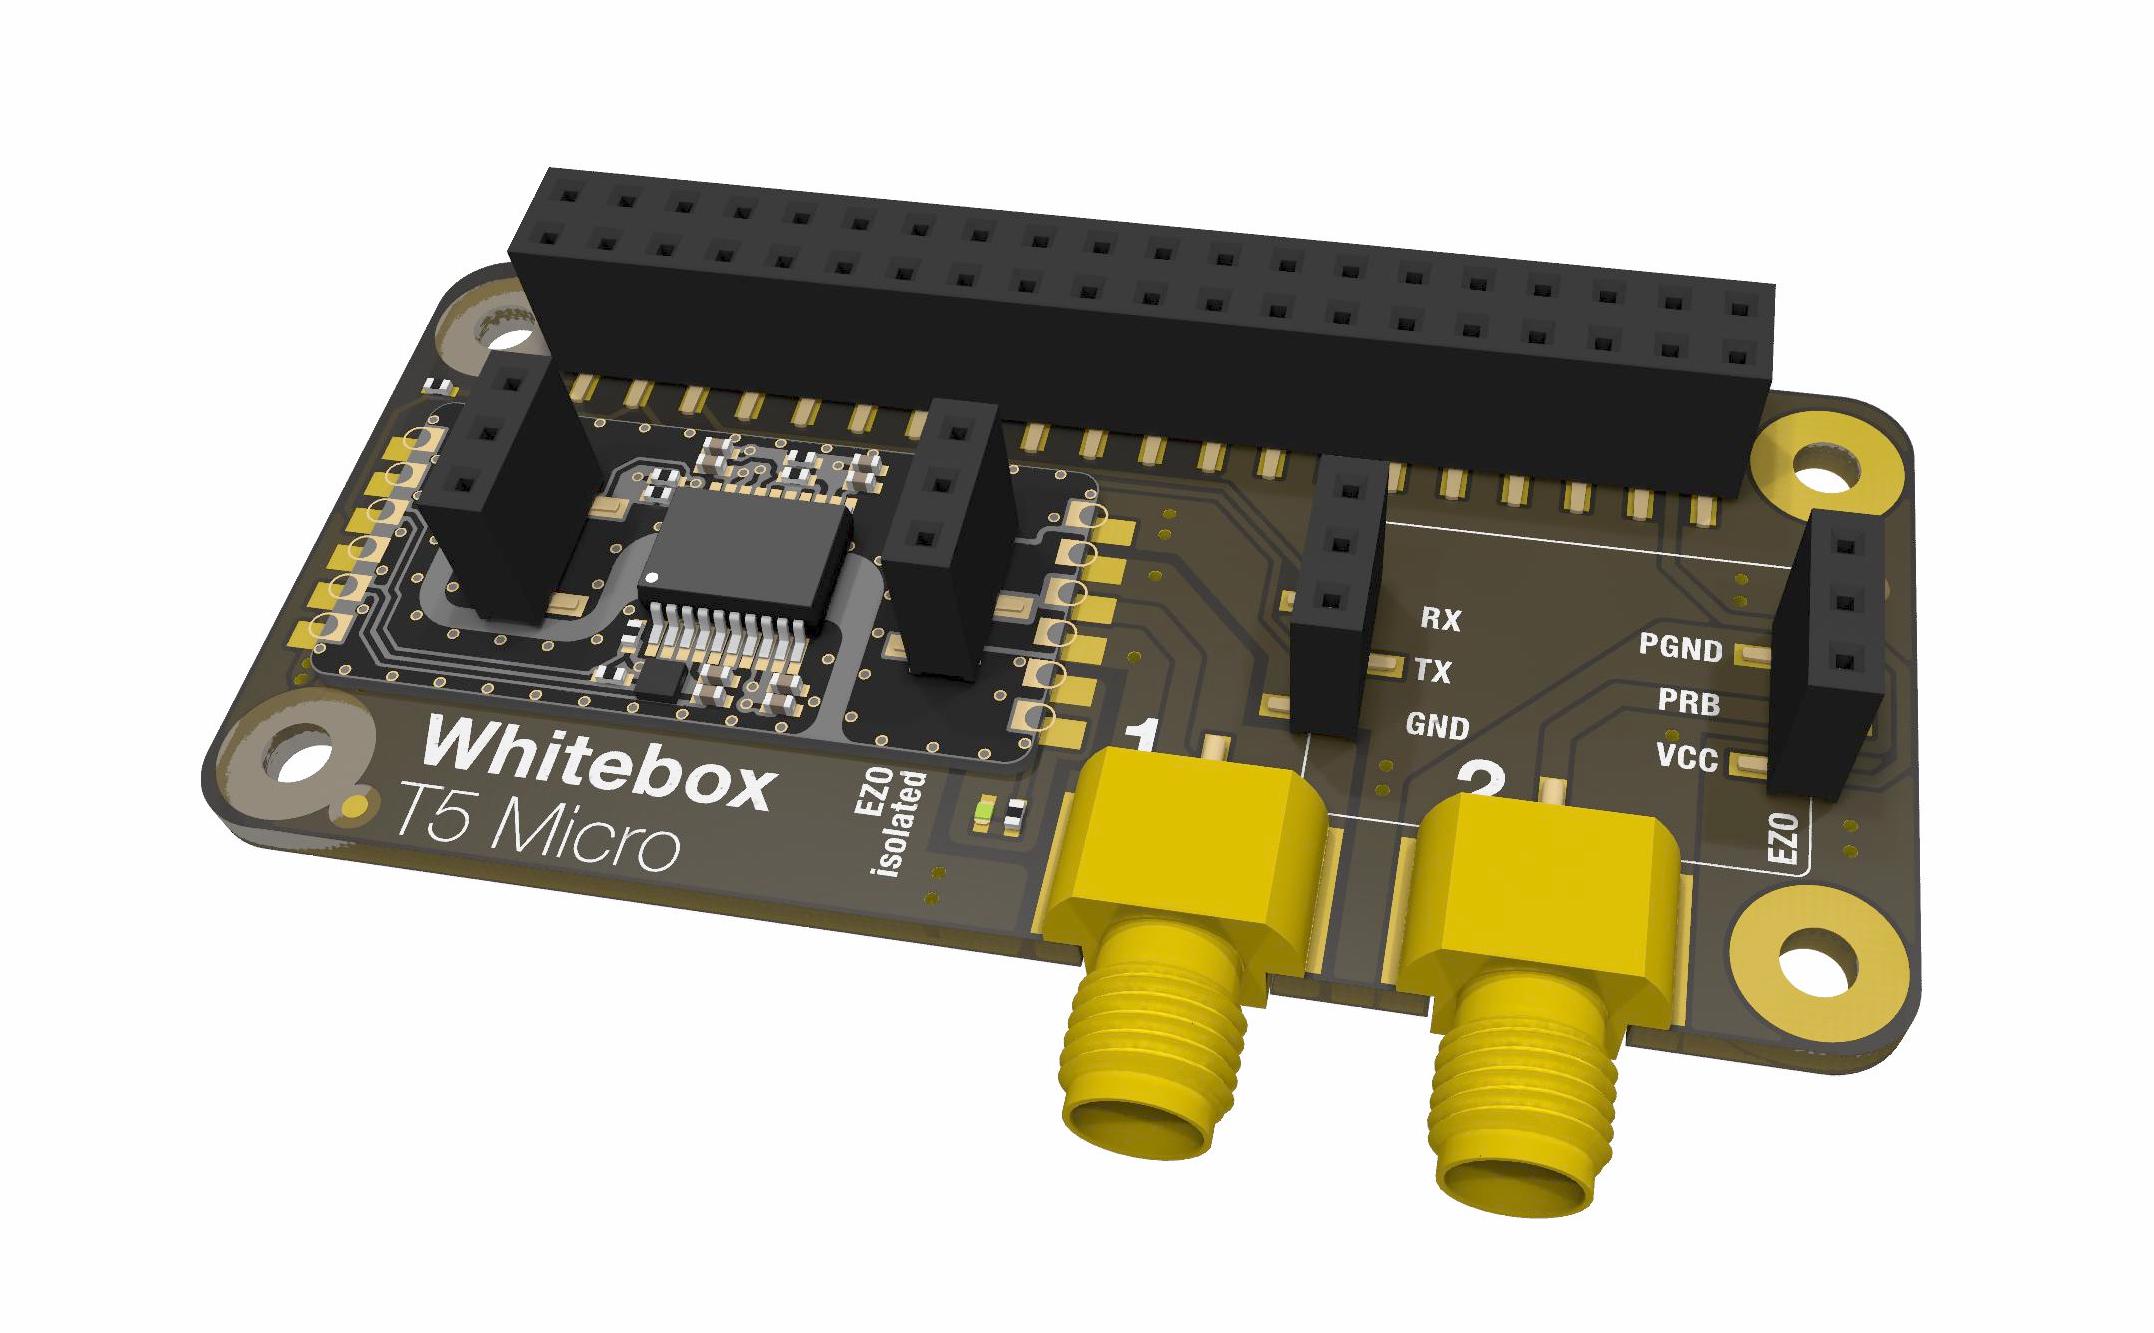 Whitebox
T5 Micro
EZO
isolated
1
2
RX
TX
GND
PGND
PRB
VCC
EZO